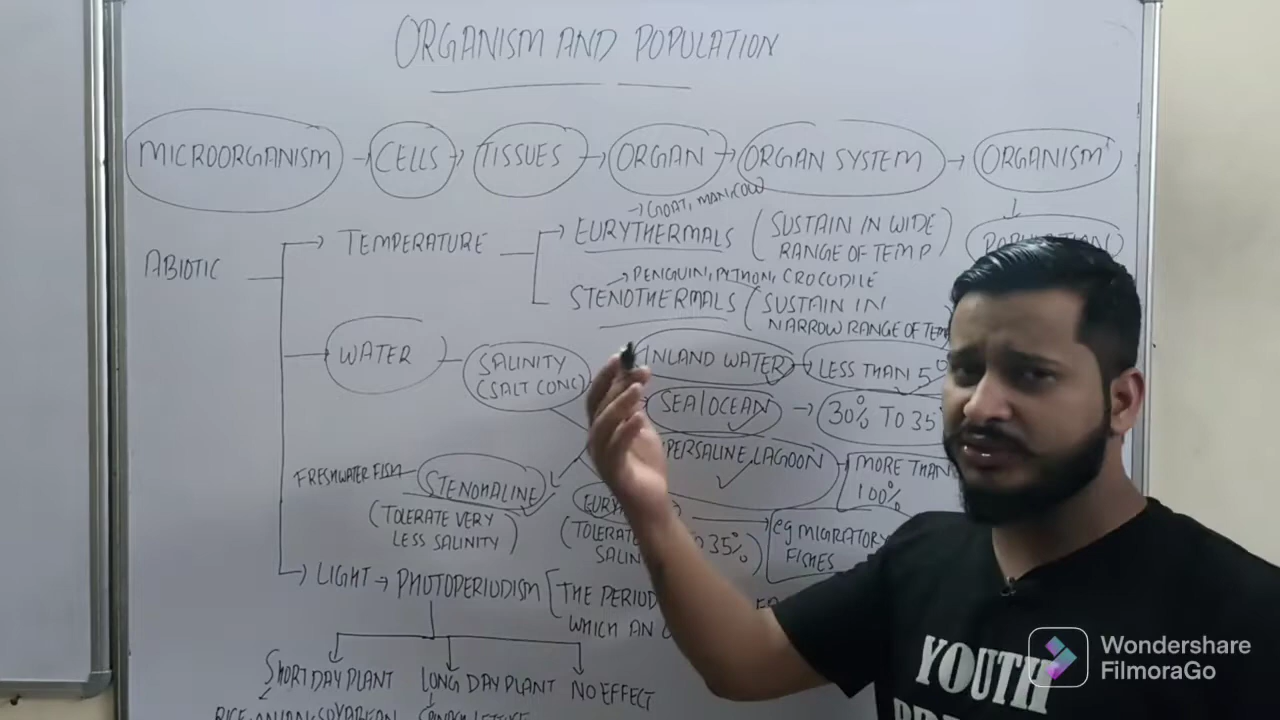 ORGANISM AND POPULATION
MICROORGANISM → CELLS → TISSUES → ORGAN → ORGAN SYSTEM → ORGANISM
→ GOAT, MAN, COW
EURYTHERMALS (SUSTAIN IN WIDE
RANGE OF TEMP)
TEMPERATURE
ABIOTIC
→ PENGUIN, PYTHON, CROCODILE
STENOTHERMALS (SUSTAIN IN
NARROW RANGE OF TEM
WATER
SALINITY
(SALT CONC)
INLAND WATER → LESS THAN 5%
SEA/OCEAN → 30% TO 35
PERSALINE LAGOON
MORE THAN
100%
FRESHWATER FISH
STENOHALINE
(TOLERATE VERY
LESS SALINITY)
EURY
(TOLERATE TO 35%)
SALIN
eg MIGRATORY
FISHES
LIGHT → PHOTOPERIUDISM [THE PERIOD
WHICH AN
SHORT DAY PLANT
LONG DAY PLANT
NO EFFECT
YOUTH
Wondershare
FilmoraGo